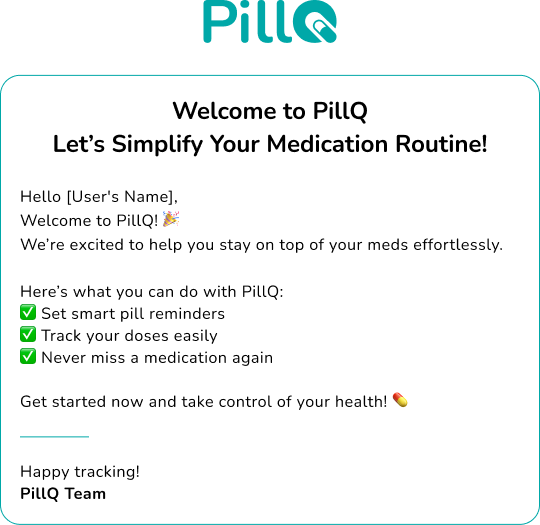 PillQ
Welcome to PillQ
Let’s Simplify Your Medication Routine!
Hello [User's Name],
Welcome to PillQ! 🎉
We’re excited to help you stay on top of your meds effortlessly.
Here’s what you can do with PillQ:
✅ Set smart pill reminders
✅ Track your doses easily
✅ Never miss a medication again
Get started now and take control of your health! 💊
Happy tracking!
PillQ Team